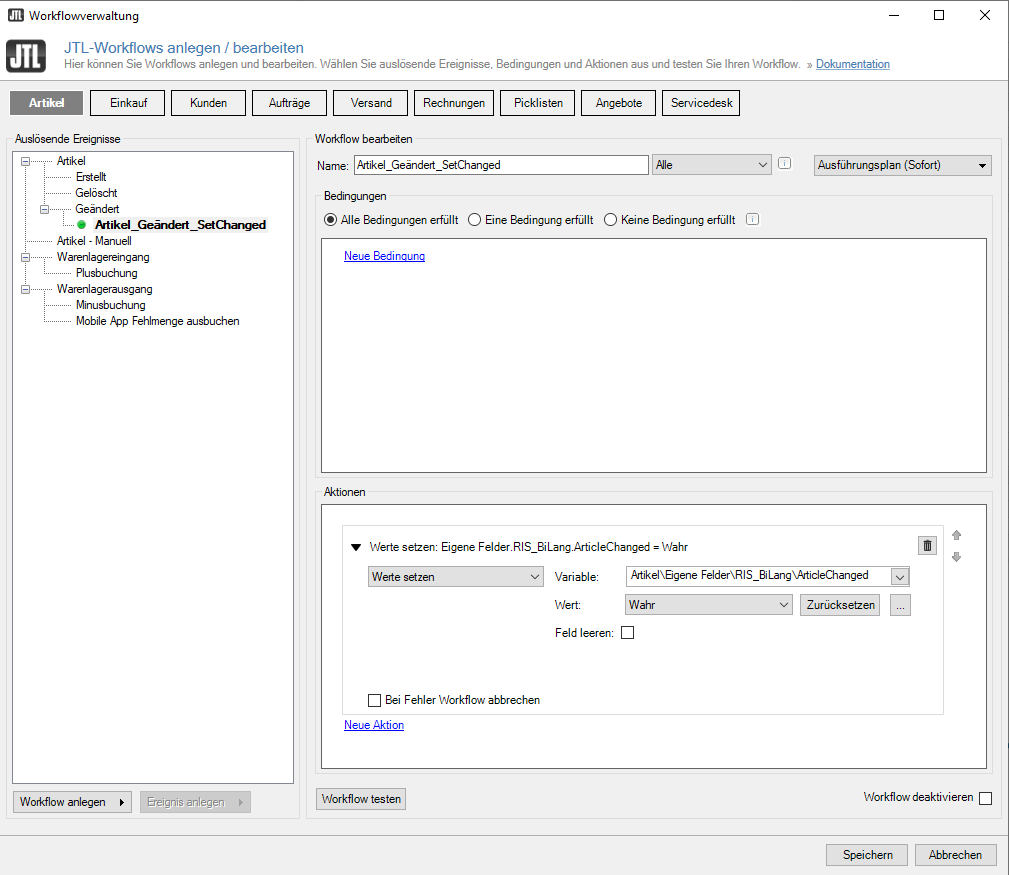 JTL Workflowverwaltung
JTL JTL-Workflows anlegen / bearbeiten
Hier können Sie Workflows anlegen und bearbeiten. Wählen Sie auslösende Ereignisse, Bedingungen und Aktionen aus und testen Sie Ihren Workflow. » Dokumentation
Artikel Einkauf Kunden Aufträge Versand Rechnungen Picklisten Angebote Servicedesk
Auslösende Ereignisse
Artikel
Erstellt
Gelöscht
Geändert
Artikel_Geändert_SetChanged
Artikel - Manuell
Warenlagereingang
Plusbuchung
Warenlagerausgang
Minusbuchung
Mobile App Fehlmenge ausbuchen
Workflow anlegen Ereignis anlegen
Workflow bearbeiten
Name: Artikel_Geändert_SetChanged Alle i Ausführungsplan (Sofort)
Bedingungen
Alle Bedingungen erfüllt Eine Bedingung erfüllt Keine Bedingung erfüllt i
Neue Bedingung
Aktionen
Werte setzen: Eigene Felder.RIS_BiLang.ArticleChanged = Wahr
Werte setzen Variable: Artikel\Eigene Felder\RIS_BiLang\ArticleChanged
Wert: Wahr Zurücksetzen ...
Feld leeren:
Bei Fehler Workflow abbrechen
Neue Aktion
Workflow testen Workflow deaktivieren
Speichern Abbrechen